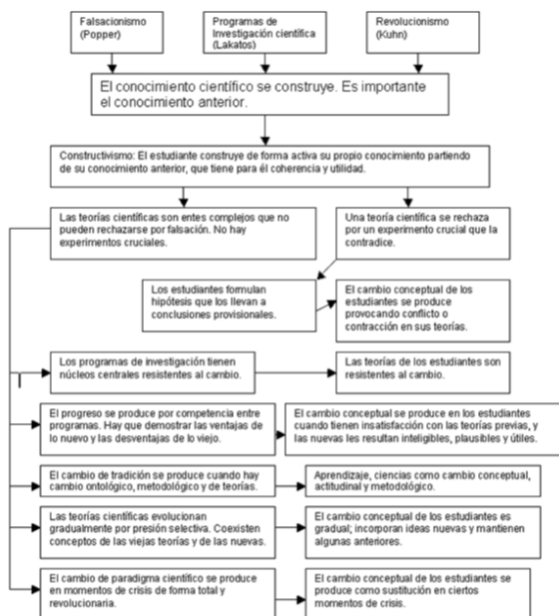 Falsacionismo
(Popper)
Programas de
Investigación científica
(Lakatos)
Revolucionismo
(Kuhn)
El conocimiento científico se construye. Es importante
el conocimiento anterior.
Constructivismo: El estudiante construye de forma activa su propio conocimiento partiendo
de su conocimiento anterior, que tiene para él coherencia y utilidad.
Las teorías científicas son entes complejos que no
pueden rechazarse por falsación. No hay
experimentos cruciales.
Una teoría científica se rechaza
por un experimento crucial que la
contradice.
Los estudiantes formulan
hipótesis que los llevan a
conclusiones provisionales.
El cambio conceptual de los
estudiantes se produce
provocando conflicto o
contracción en sus teorías.
Los programas de investigación tienen
núcleos centrales resistentes al cambio.
Las teorías de los estudiantes son
resistentes al cambio.
El progreso se produce por competencia entre
programas. Hay que demostrar las ventajas de
lo nuevo y las desventajas de lo viejo.
El cambio conceptual se produce en los estudiantes
cuando tienen insatisfacción con las teorías previas, y
las nuevas les resultan inteligibles, plausibles y útiles.
El cambio de tradición se produce cuando hay
cambio ontológico, metodológico y de teorías.
Aprendizaje, ciencias como cambio conceptual,
actitudinal y metodológico.
Las teorías científicas evolucionan
gradualmente por presión selectiva. Coexisten
conceptos de las viejas teorías y de las nuevas.
El cambio conceptual de los estudiantes es
gradual; incorporan ideas nuevas y mantienen
algunas anteriores.
El cambio de paradigma científico se produce
en momentos de crisis de forma total y
revolucionaria.
El cambio conceptual de los estudiantes se
produce como sustitución en ciertos
momentos de crisis.